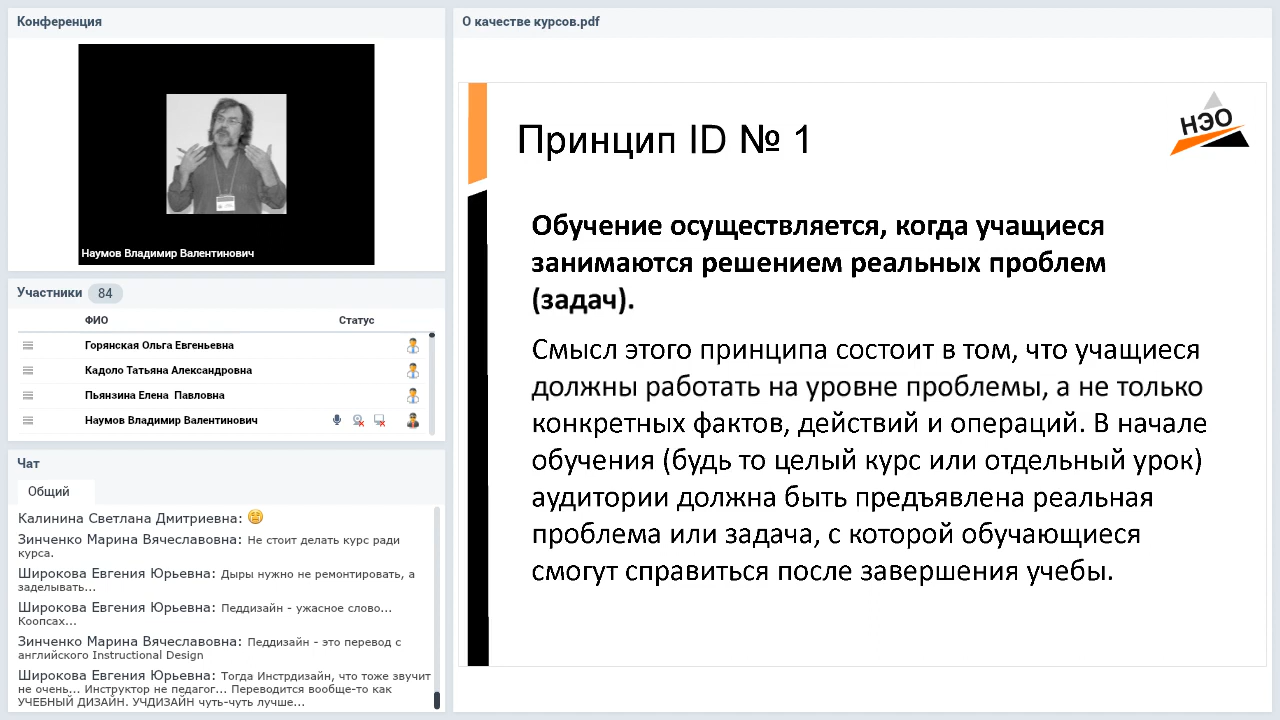 Конференция
Наумов Владимир Валентинович
Участники 84
ФИО Статус
Горянская Ольга Евгеньевна
Кадоло Татьяна Александровна
Пьянзина Елена Павловна
Наумов Владимир Валентинович
Чат
Общий
Калинина Светлана Дмитриевна:
Зинченко Марина Вячеславовна: Не стоит делать курс ради
курса.
Широкова Евгения Юрьевна: Дыры нужно не ремонтировать, а
заделывать...
Широкова Евгения Юрьевна: Педдизайн - ужасное слово...
Коопсах...
Зинченко Марина Вячеславовна: Педдизайн - это перевод с
английского Instructional Design
Широкова Евгения Юрьевна: Тогда Инстрдизайн, что тоже звучит
не очень... Инструктор не педагог... Переводится вообще-то как
УЧЕБНЫЙ ДИЗАЙН. УЧДИЗАЙН чуть-чуть лучше...
О качестве курсов.pdf
НЭО
Принцип ID № 1
Обучение осуществляется, когда учащиеся
занимаются решением реальных проблем
(задач).
Смысл этого принципа состоит в том, что учащиеся
должны работать на уровне проблемы, а не только
конкретных фактов, действий и операций. В начале
обучения (будь то целый курс или отдельный урок)
аудитории должна быть предъявлена реальная
проблема или задача, с которой обучающиеся
смогут справиться после завершения учебы.